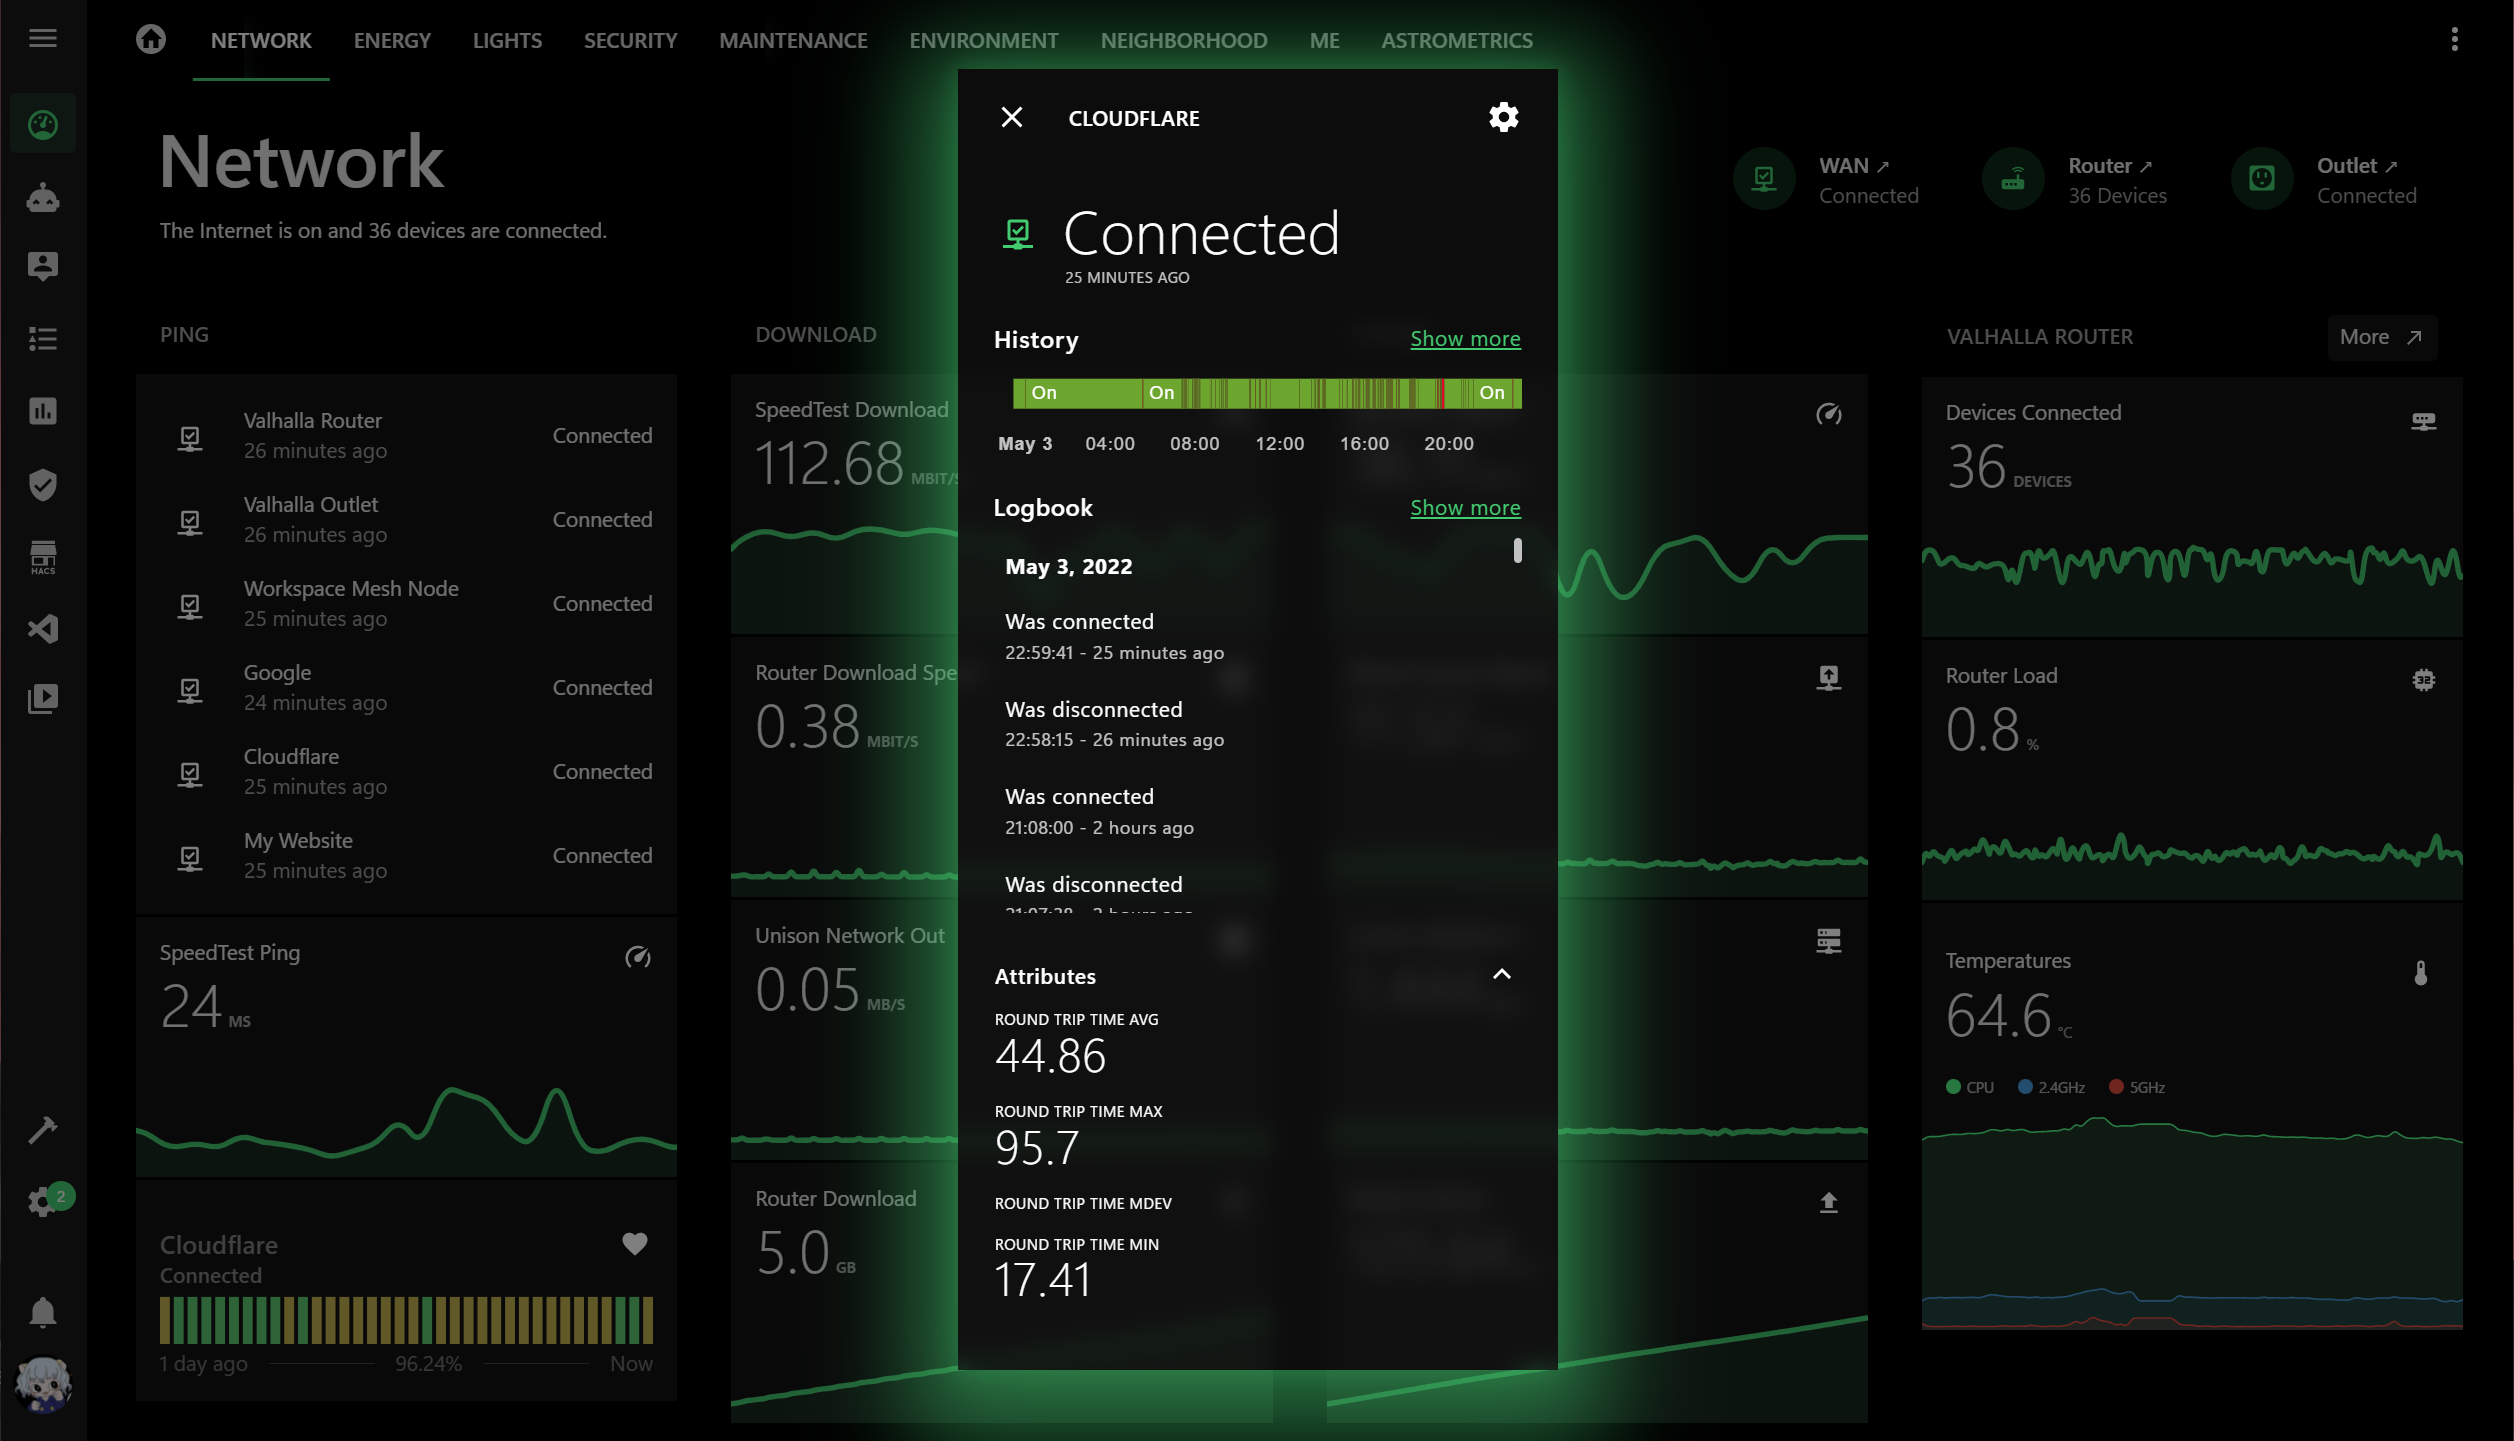 NETWORK ENERGY LIGHTS SECURITY MAINTENANCE ENVIRONMENT NEIGHBORHOOD ME ASTROMETRICS
Network
The Internet is on and 36 devices are connected.
WAN ↗
Connected
Router ↗
36 Devices
Outlet ↗
Connected
HACS
2
PING
Valhalla Router
26 minutes ago
Connected
Valhalla Outlet
26 minutes ago
Connected
Workspace Mesh Node
25 minutes ago
Connected
Google
24 minutes ago
Connected
Cloudflare
25 minutes ago
Connected
My Website
25 minutes ago
Connected
SpeedTest Ping
24 MS
Cloudflare
Connected
1 day ago 96.24% Now
DOWNLOAD
SpeedTest Download
112.68 MBIT/S
Router Download Spe
0.38 MBIT/S
Unison Network Out
0.05 MB/S
Router Download
5.0 GB
CLOUDFLARE
Connected
25 MINUTES AGO
History Show more
On On On
May 3 04:00 08:00 12:00 16:00 20:00
Logbook Show more
May 3, 2022
Was connected
22:59:41 - 25 minutes ago
Was disconnected
22:58:15 - 26 minutes ago
Was connected
21:08:00 - 2 hours ago
Was disconnected
Attributes
ROUND TRIP TIME AVG
44.86
ROUND TRIP TIME MAX
95.7
ROUND TRIP TIME MDEV
ROUND TRIP TIME MIN
17.41
VALHALLA ROUTER
More ↗
Devices Connected
36 DEVICES
Router Load
32
0.8 %
Temperatures
64.6 °C
CPU 2.4GHz 5GHz